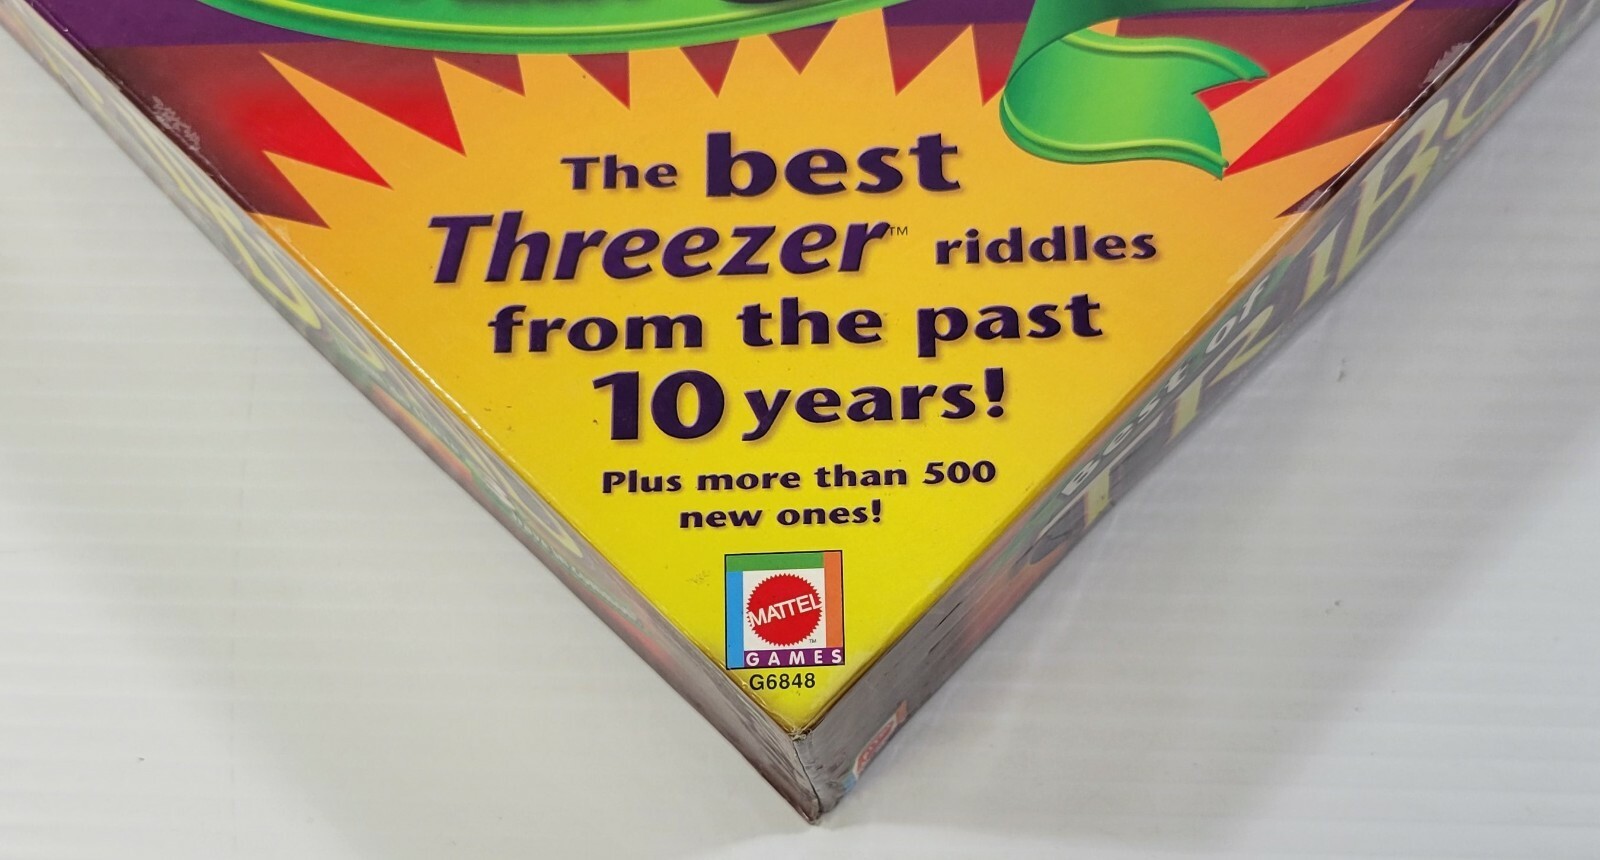 The best
Threezer™ riddles
from the past
10 years!
Plus more than 500
new ones!
MATTEL
TM
GAMES
G6848
Best of